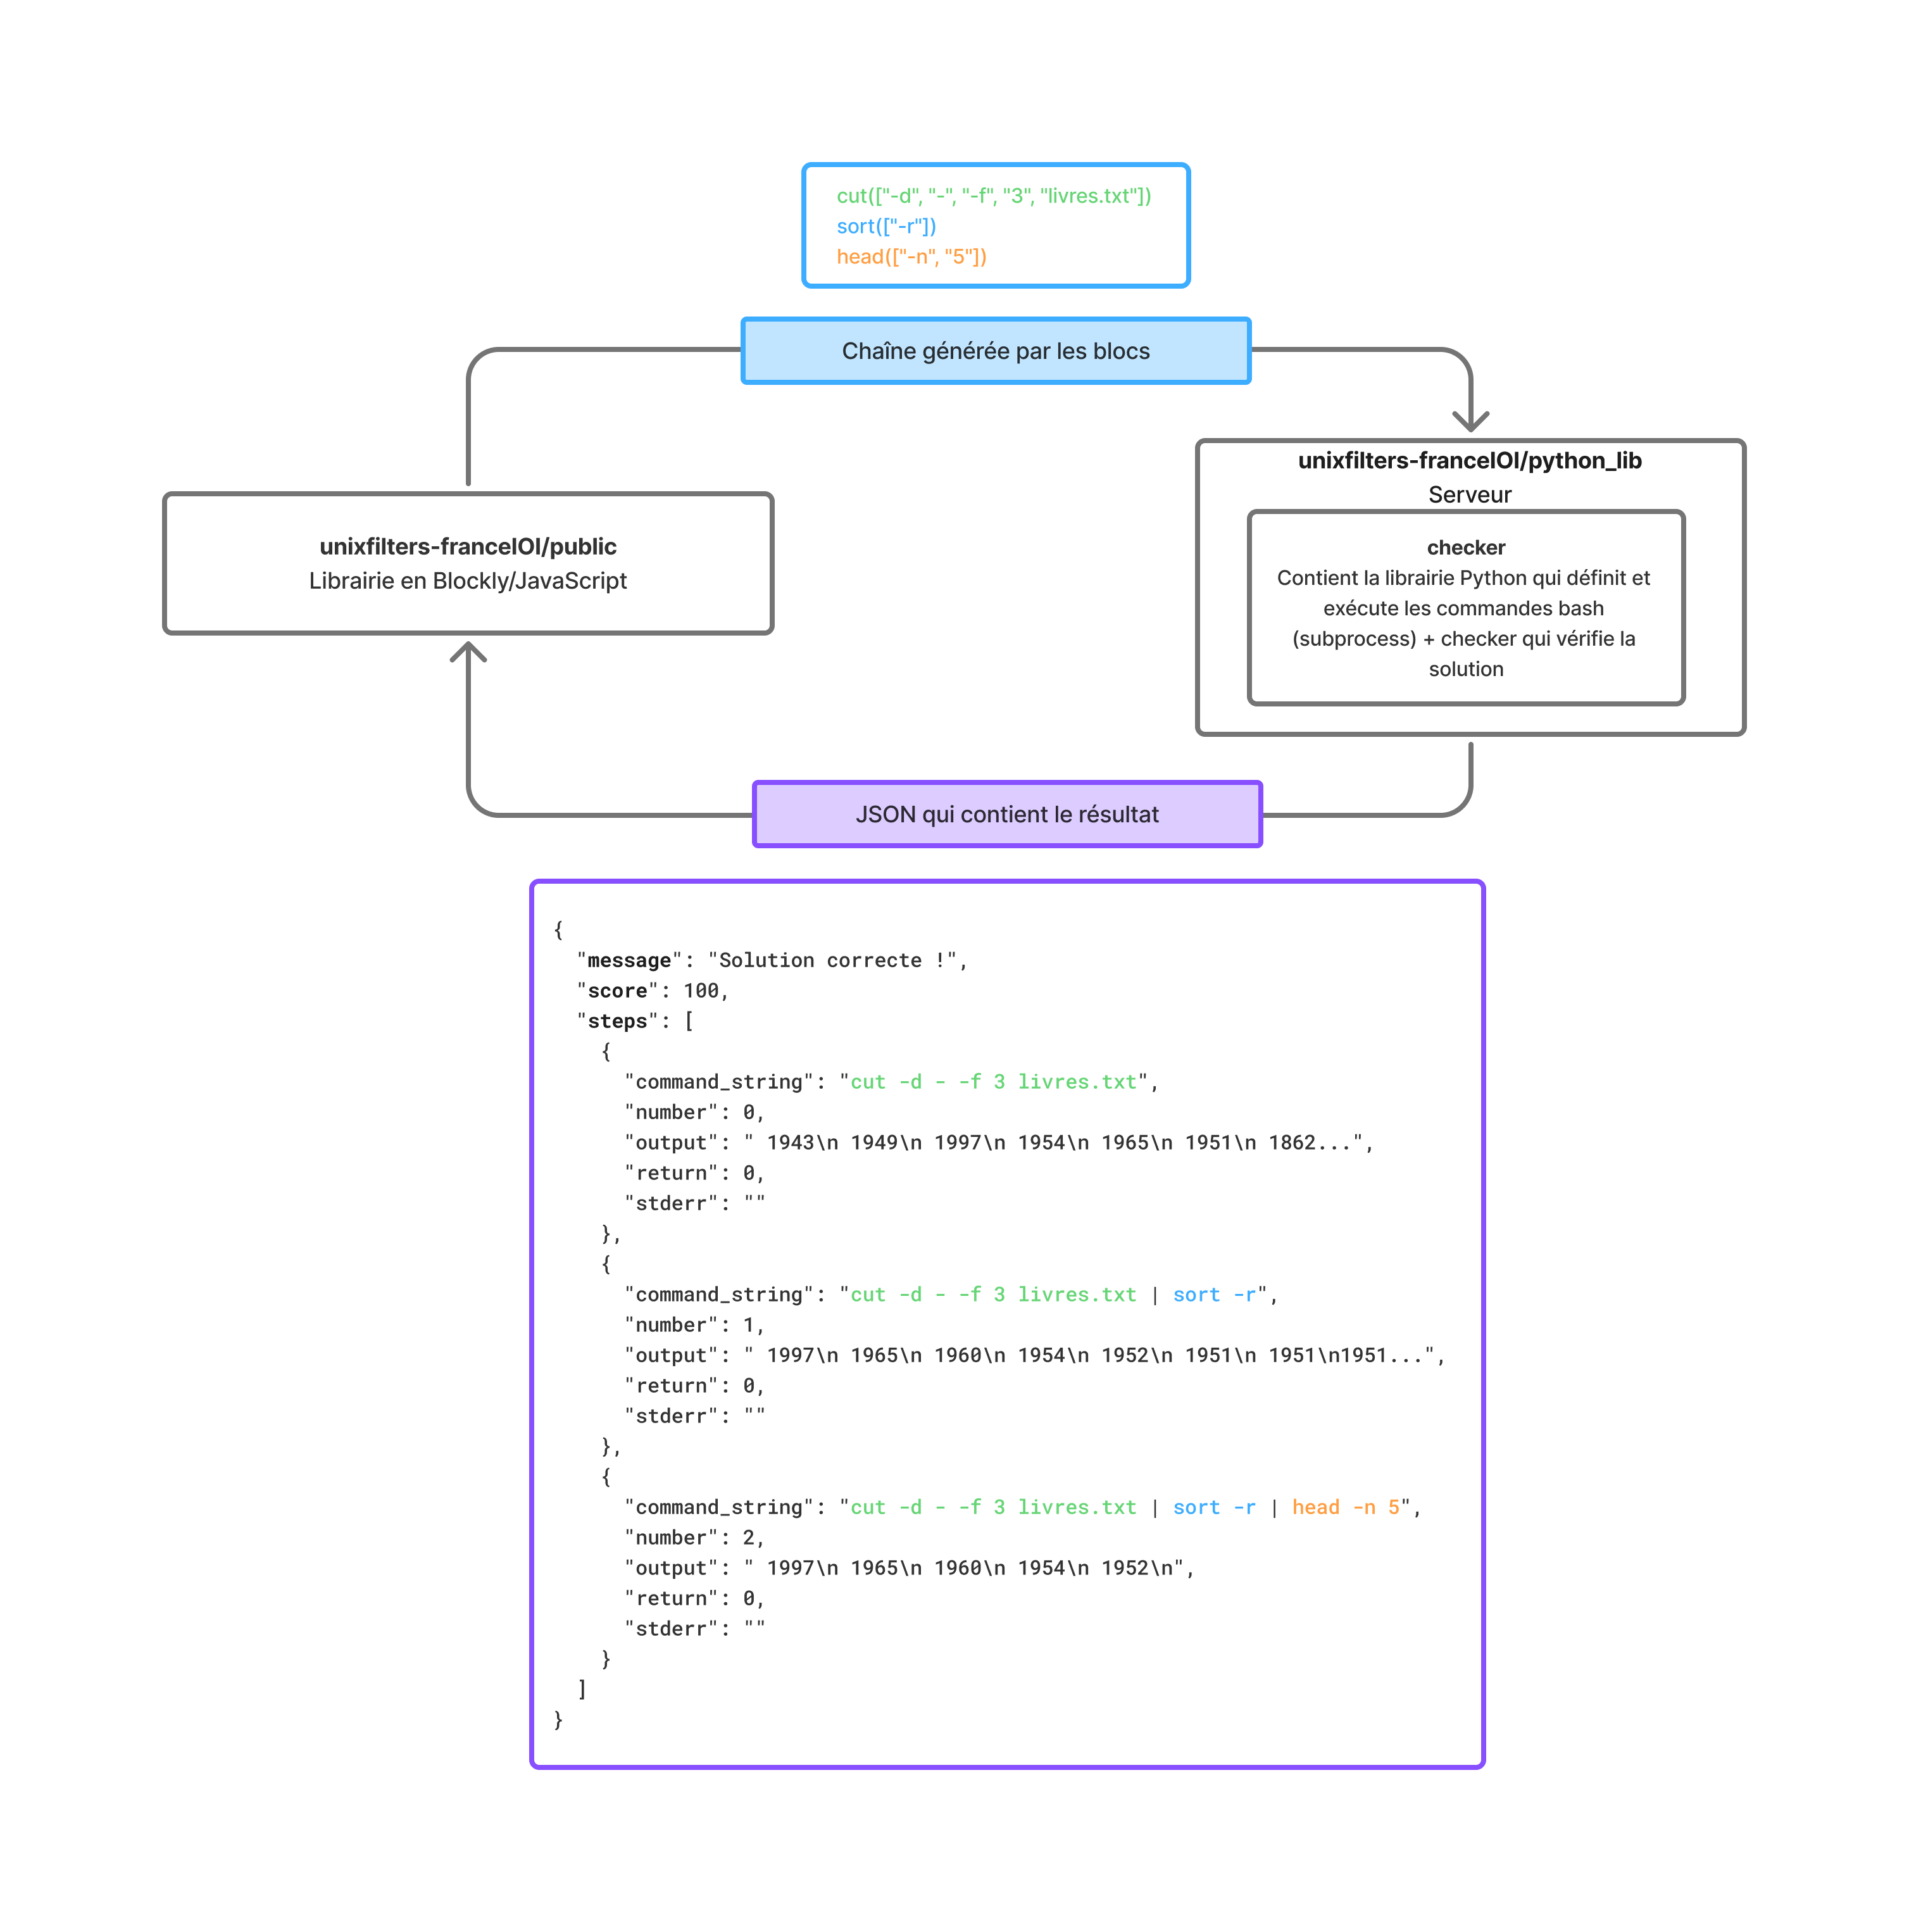 cut(["-d", "-", "-f", "3", "livres.txt"])
sort(["-r"])
head(["-n", "5"])
Chaîne générée par les blocs
unixfilters-franceIOI/public
Librairie en Blockly/JavaScript
unixfilters-franceIOI/python_lib
Serveur
checker
Contient la librairie Python qui définit et
exécute les commandes bash
(subprocess) + checker qui vérifie la
solution
JSON qui contient le résultat
{
  "message": "Solution correcte !",
  "score": 100,
  "steps": [
    {
      "command_string": "cut -d - -f 3 livres.txt",
      "number": 0,
      "output": " 1943\n 1949\n 1997\n 1954\n 1965\n 1951\n 1862...",
      "return": 0,
      "stderr": ""
    },
    {
      "command_string": "cut -d - -f 3 livres.txt | sort -r",
      "number": 1,
      "output": " 1997\n 1965\n 1960\n 1954\n 1952\n 1951\n 1951\n1951...",
      "return": 0,
      "stderr": ""
    },
    {
      "command_string": "cut -d - -f 3 livres.txt | sort -r | head -n 5",
      "number": 2,
      "output": " 1997\n 1965\n 1960\n 1954\n 1952\n",
      "return": 0,
      "stderr": ""
    }
  ]
}